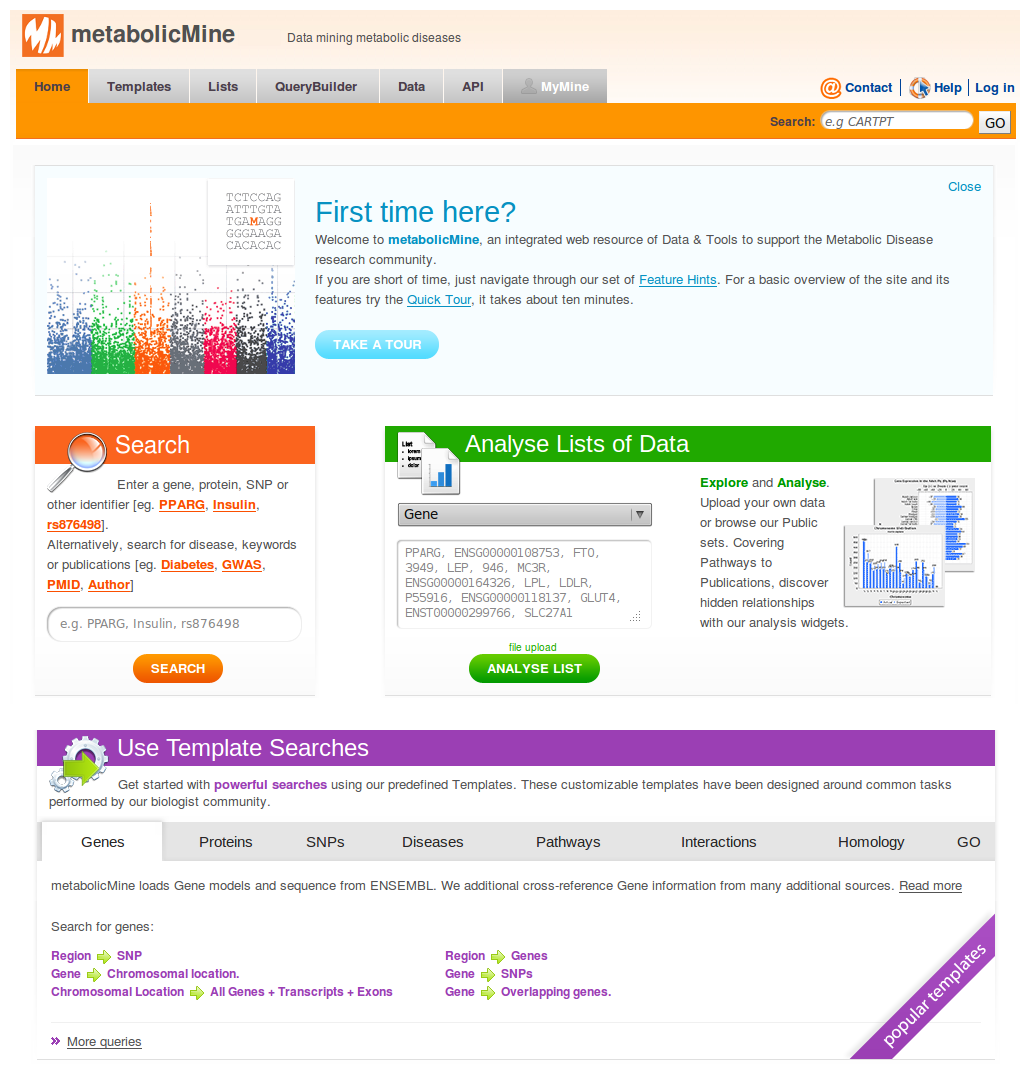 metabolicMine
Data mining metabolic diseases
Home Templates Lists QueryBuilder Data API MyMine
Contact Help Log in
Search: e.g CARTPT GO
Close
TCTCCAG
ATTTGTA
TGAMAGG
GGGAAGA
CACACAC
First time here?
Welcome to metabolicMine, an integrated web resource of Data & Tools to support the Metabolic Disease
research community.
If you are short of time, just navigate through our set of Feature Hints. For a basic overview of the site and its
features try the Quick Tour, it takes about ten minutes.
TAKE A TOUR
Search
Enter a gene, protein, SNP or
other identifier [eg. PPARG, Insulin,
rs876498].
Alternatively, search for disease, keywords
or publications [eg. Diabetes, GWAS,
PMID, Author]
e.g. PPARG, Insulin, rs876498
SEARCH
List
lorem
ipsum
dolor
Analyse Lists of Data
Gene
PPARG, ENSG00000108753, FTO,
3949, LEP, 946, MC3R,
ENSG00000164326, LPL, LDLR,
P55916, ENSG00000118137, GLUT4,
ENST00000299766, SLC27A1
file upload
ANALYSE LIST
Explore and Analyse.
Upload your own data
or browse our Public
sets. Covering
Pathways to
Publications, discover
hidden relationships
with our analysis widgets.
Use Template Searches
Get started with powerful searches using our predefined Templates. These customizable templates have been designed around common tasks
performed by our biologist community.
Genes Proteins SNPs Diseases Pathways Interactions Homology GO
metabolicMine loads Gene models and sequence from ENSEMBL. We additional cross-reference Gene information from many additional sources. Read more
Search for genes:
Region SNP
Gene Chromosomal location.
Chromosomal Location All Genes + Transcripts + Exons
Region Genes
Gene SNPs
Gene Overlapping genes.
More queries
popular templates